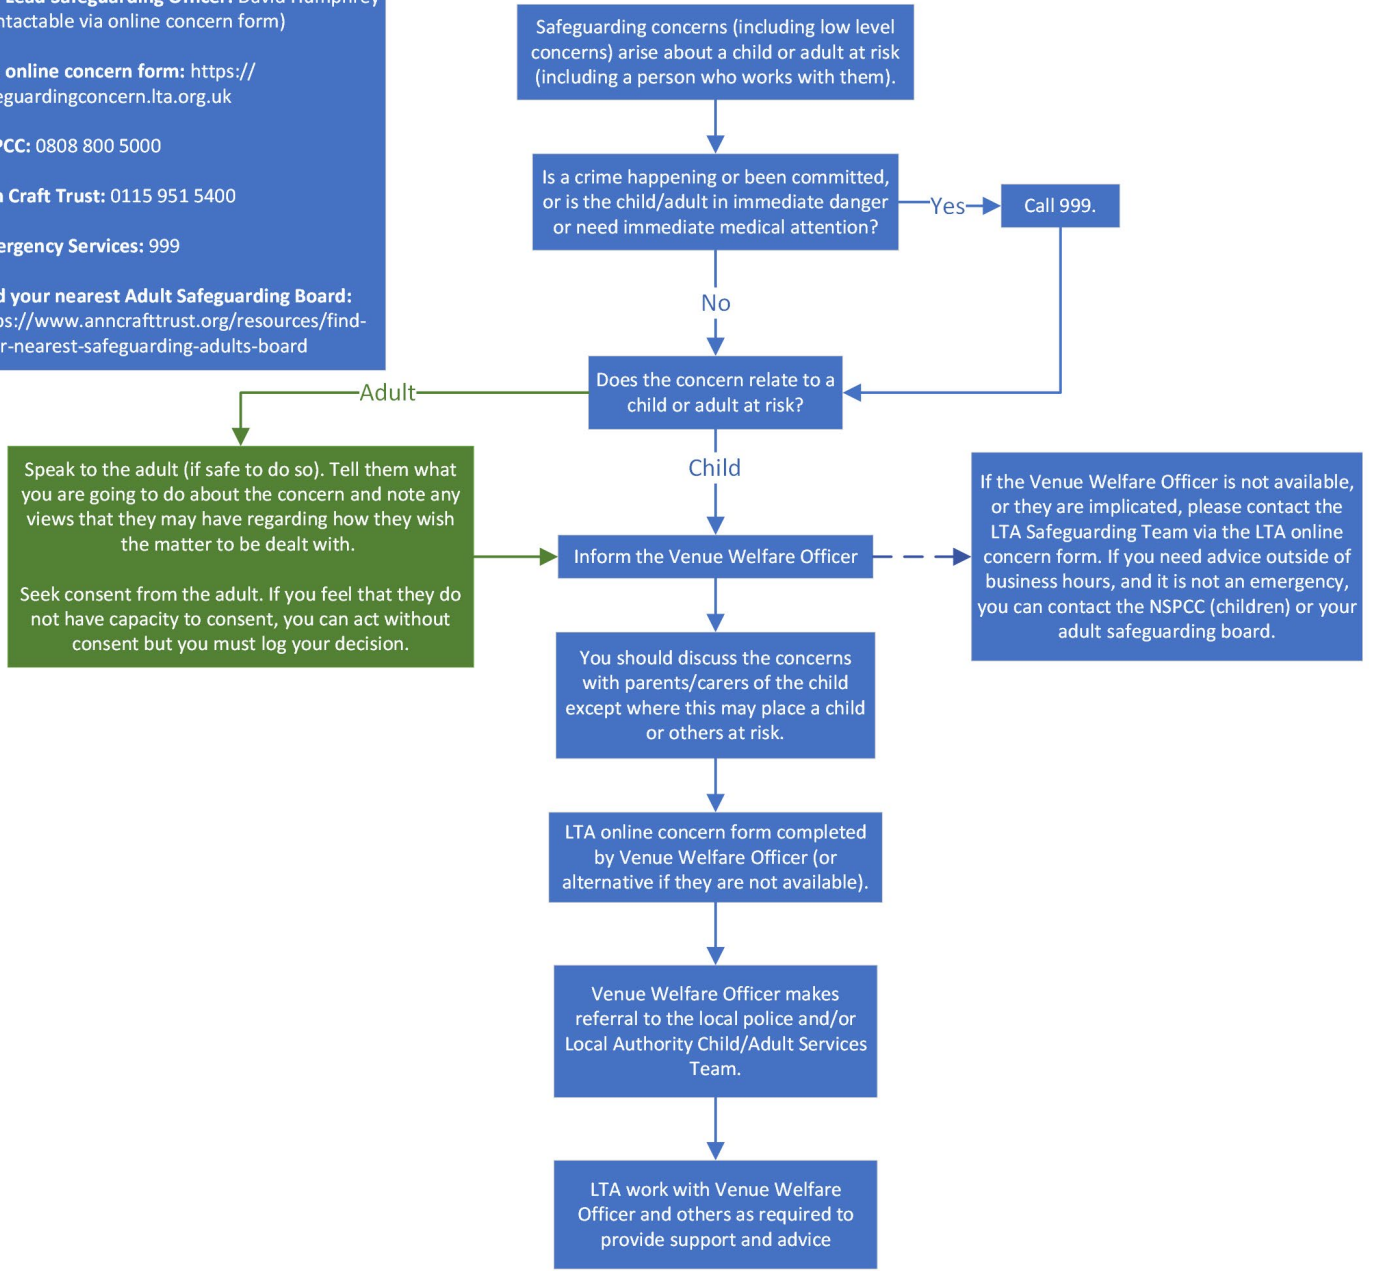 Lead Safeguarding Officer: David Humphrey
ntactable via online concern form)
online concern form: https://
eguardingconcern.lta.org.uk
PCC: 0808 800 5000
n Craft Trust: 0115 951 5400
ergency Services: 999
d your nearest Adult Safeguarding Board:
ps://www.anncrafttrust.org/resources/find-
r-nearest-safeguarding-adults-board
Safeguarding concerns (including low level
concerns) arise about a child or adult at risk
(including a person who works with them).
Is a crime happening or been committed,
or is the child/adult in immediate danger
or need immediate medical attention?
Yes
Call 999.
No
Does the concern relate to a
child or adult at risk?
Adult
Child
Speak to the adult (if safe to do so). Tell them what
you are going to do about the concern and note any
views that they may have regarding how they wish
the matter to be dealt with.
Seek consent from the adult. If you feel that they do
not have capacity to consent, you can act without
consent but you must log your decision.
Inform the Venue Welfare Officer
If the Venue Welfare Officer is not available,
or they are implicated, please contact the
LTA Safeguarding Team via the LTA online
concern form. If you need advice outside of
business hours, and it is not an emergency,
you can contact the NSPCC (children) or your
adult safeguarding board.
You should discuss the concerns
with parents/carers of the child
except where this may place a child
or others at risk.
LTA online concern form completed
by Venue Welfare Officer (or
alternative if they are not available).
Venue Welfare Officer makes
referral to the local police and/or
Local Authority Child/Adult Services
Team.
LTA work with Venue Welfare
Officer and others as required to
provide support and advice